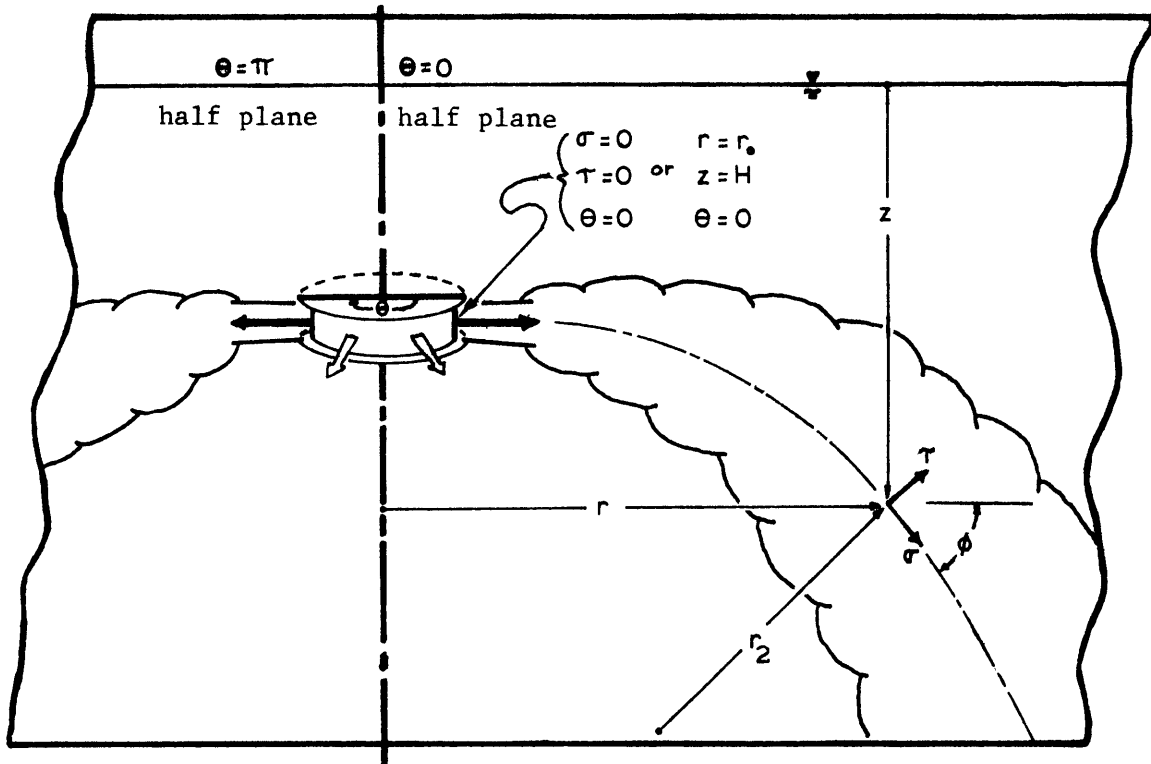 θ=π θ=0
half plane half plane
σ=0 r=r₀
τ=0 or z=H
θ=0 θ=0
z
θ
τ
r
σ
φ
r₂